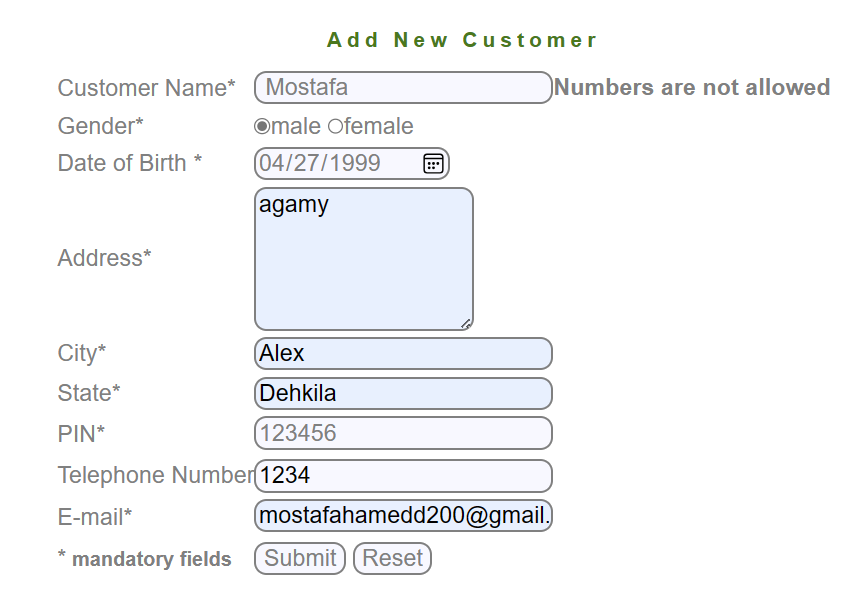 Add New Customer
Customer Name* Mostafa Numbers are not allowed
Gender* male female
Date of Birth * 04/27/1999
Address* agamy
City* Alex
State* Dehkila
PIN* 123456
Telephone Number 1234
E-mail* mostafahamedd200@gmail.
* mandatory fields Submit Reset